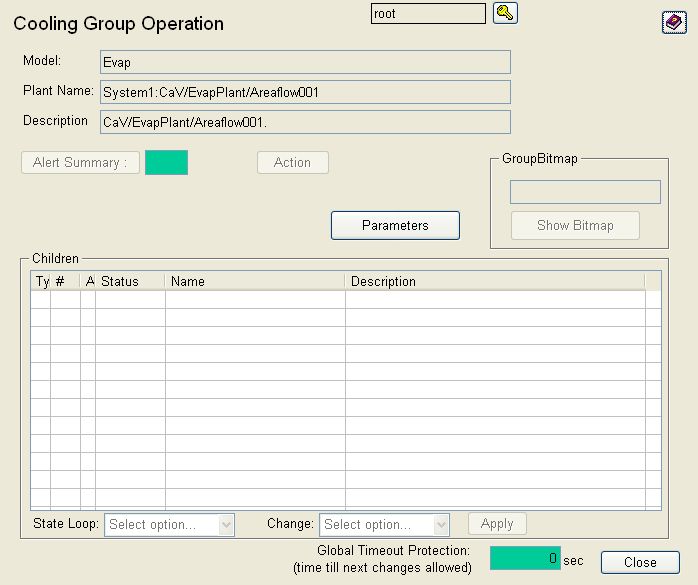 Cooling Group Operation
root
Model:
Evap
Plant Name:
System1:CaV/EvapPlant/Areaflow001
Description
CaV/EvapPlant/Areaflow001.
Alert Summary :
Action
GroupBitmap
Parameters
Show Bitmap
Children
Ty # A Status Name Description
State Loop: Select option... Change: Select option... Apply
Global Timeout Protection:
(time till next changes allowed)
0 sec
Close